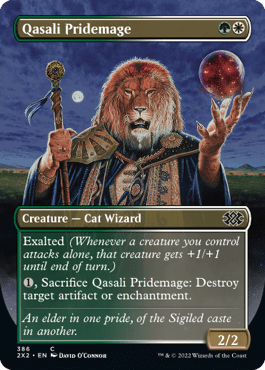 Qasali Pridemage
Creature — Cat Wizard
Exalted (Whenever a creature you control
attacks alone, that creature gets +1/+1
until end of turn.)
1, Sacrifice Qasali Pridemage: Destroy
target artifact or enchantment.
An elder in one pride, of the Sigiled caste
in another.
2/2
386 C
2X2 • EN DAVID O'CONNOR
™ & © 2022 Wizards of the Coast